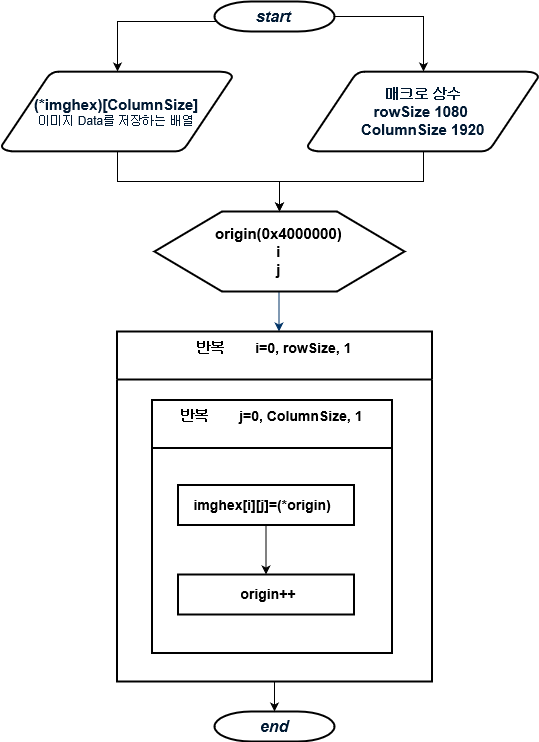 start
(*imghex)[ColumnSize]
이미지 Data를 저장하는 배열
매크로 상수
rowSize 1080
ColumnSize 1920
origin(0x4000000)
i
j
반복 i=0, rowSize, 1
반복 j=0, ColumnSize, 1
imghex[i][j]=(*origin)
origin++
end